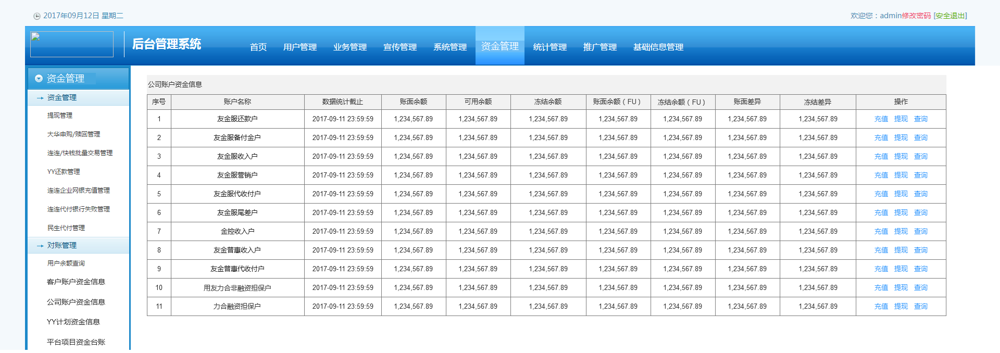 2017年09月12日 星期二
欢迎您：admin修改密码 [安全退出]
后台管理系统 首页 用户管理 业务管理 宣传管理 系统管理 资金管理 统计管理 推广管理 基础信息管理
资金管理
资金管理
提现管理
大华申购/赎回管理
连连/快钱批量交易管理
YY还款管理
连连企业网银充值管理
连连代付银行失败管理
民生代付管理
对账管理
用户余额查询
客户账户资金信息
公司账户资金信息
YY计划资金信息
平台项目资金台账
公司账户资金信息
序号 账户名称 数据统计截止 账面余额 可用余额 冻结余额 账面余额（FU） 冻结余额（FU） 账面差异 冻结差异 操作
1 友金服还款户 2017-09-11 23:59:59 1,234,567.89 1,234,567.89 1,234,567.89 1,234,567.89 1,234,567.89 1,234,567.89 1,234,567.89 充值 提现 查询
2 友金服备付金户 2017-09-11 23:59:59 1,234,567.89 1,234,567.89 1,234,567.89 1,234,567.89 1,234,567.89 1,234,567.89 1,234,567.89 充值 提现 查询
3 友金服收入户 2017-09-11 23:59:59 1,234,567.89 1,234,567.89 1,234,567.89 1,234,567.89 1,234,567.89 1,234,567.89 1,234,567.89 充值 提现 查询
4 友金服营销户 2017-09-11 23:59:59 1,234,567.89 1,234,567.89 1,234,567.89 1,234,567.89 1,234,567.89 1,234,567.89 1,234,567.89 充值 提现 查询
5 友金服代收付户 2017-09-11 23:59:59 1,234,567.89 1,234,567.89 1,234,567.89 1,234,567.89 1,234,567.89 1,234,567.89 1,234,567.89 充值 提现 查询
6 友金服尾差户 2017-09-11 23:59:59 1,234,567.89 1,234,567.89 1,234,567.89 1,234,567.89 1,234,567.89 1,234,567.89 1,234,567.89 充值 提现 查询
7 金控收入户 2017-09-11 23:59:59 1,234,567.89 1,234,567.89 1,234,567.89 1,234,567.89 1,234,567.89 1,234,567.89 1,234,567.89 充值 提现 查询
8 友金普惠收入户 2017-09-11 23:59:59 1,234,567.89 1,234,567.89 1,234,567.89 1,234,567.89 1,234,567.89 1,234,567.89 1,234,567.89 充值 提现 查询
9 友金普惠代收付户 2017-09-11 23:59:59 1,234,567.89 1,234,567.89 1,234,567.89 1,234,567.89 1,234,567.89 1,234,567.89 1,234,567.89 充值 提现 查询
10 用友力合非融资担保户 2017-09-11 23:59:59 1,234,567.89 1,234,567.89 1,234,567.89 1,234,567.89 1,234,567.89 1,234,567.89 1,234,567.89 充值 提现 查询
11 力合融资担保户 2017-09-11 23:59:59 1,234,567.89 1,234,567.89 1,234,567.89 1,234,567.89 1,234,567.89 1,234,567.89 1,234,567.89 充值 提现 查询